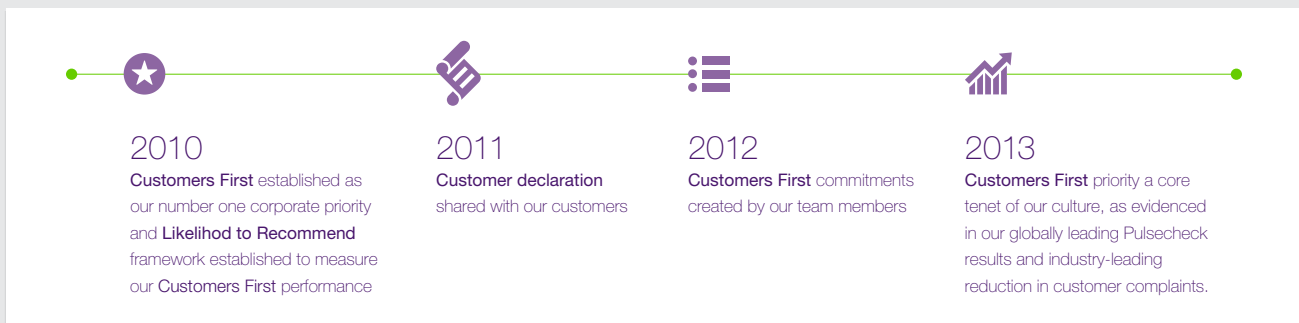 2010
Customers First established as
our number one corporate priority
and Likelihod to Recommend
framework established to measure
our Customers First performance
2011
Customer declaration
shared with our customers
2012
Customers First commitments
created by our team members
2013
Customers First priority a core
tenet of our culture, as evidenced
in our globally leading Pulsecheck
results and industry-leading
reduction in customer complaints.